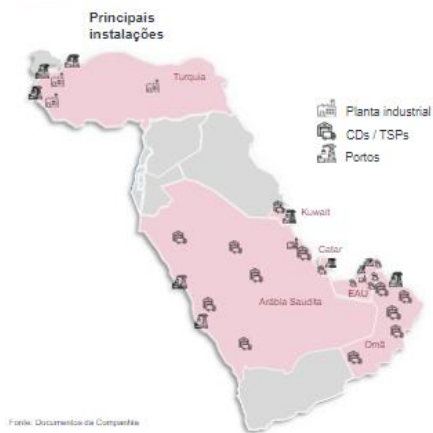 Principais
instalações
Turquia
Planta industrial
CDs / TSPs
Portos
Kuwait
Catar
EAU
Arábia Saudita
Omã
Fonte: Documentos da Companhia